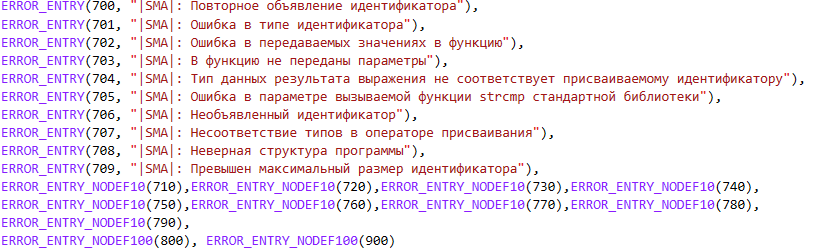 ERROR_ENTRY(700, "|SMA|: Повторное объявление идентификатора"),
ERROR_ENTRY(701, "|SMA|: Ошибка в типе идентификатора"),
ERROR_ENTRY(702, "|SMA|: Ошибка в передаваемых значениях в функцию"),
ERROR_ENTRY(703, "|SMA|: В функцию не переданы параметры"),
ERROR_ENTRY(704, "|SMA|: Тип данных результата выражения не соответствует присваиваемому идентификатору"),
ERROR_ENTRY(705, "|SMA|: Ошибка в параметре вызываемой функции strcmp стандартной библиотеки"),
ERROR_ENTRY(706, "|SMA|: Необъявленный идентификатор"),
ERROR_ENTRY(707, "|SMA|: Несоответствие типов в операторе присваивания"),
ERROR_ENTRY(708, "|SMA|: Неверная структура программы"),
ERROR_ENTRY(709, "|SMA|: Превышен максимальный размер идентификатора"),
ERROR_ENTRY_NODEF10(710),ERROR_ENTRY_NODEF10(720),ERROR_ENTRY_NODEF10(730),ERROR_ENTRY_NODEF10(740),
ERROR_ENTRY_NODEF10(750),ERROR_ENTRY_NODEF10(760),ERROR_ENTRY_NODEF10(770),ERROR_ENTRY_NODEF10(780),
ERROR_ENTRY_NODEF10(790),
ERROR_ENTRY_NODEF100(800), ERROR_ENTRY_NODEF100(900)